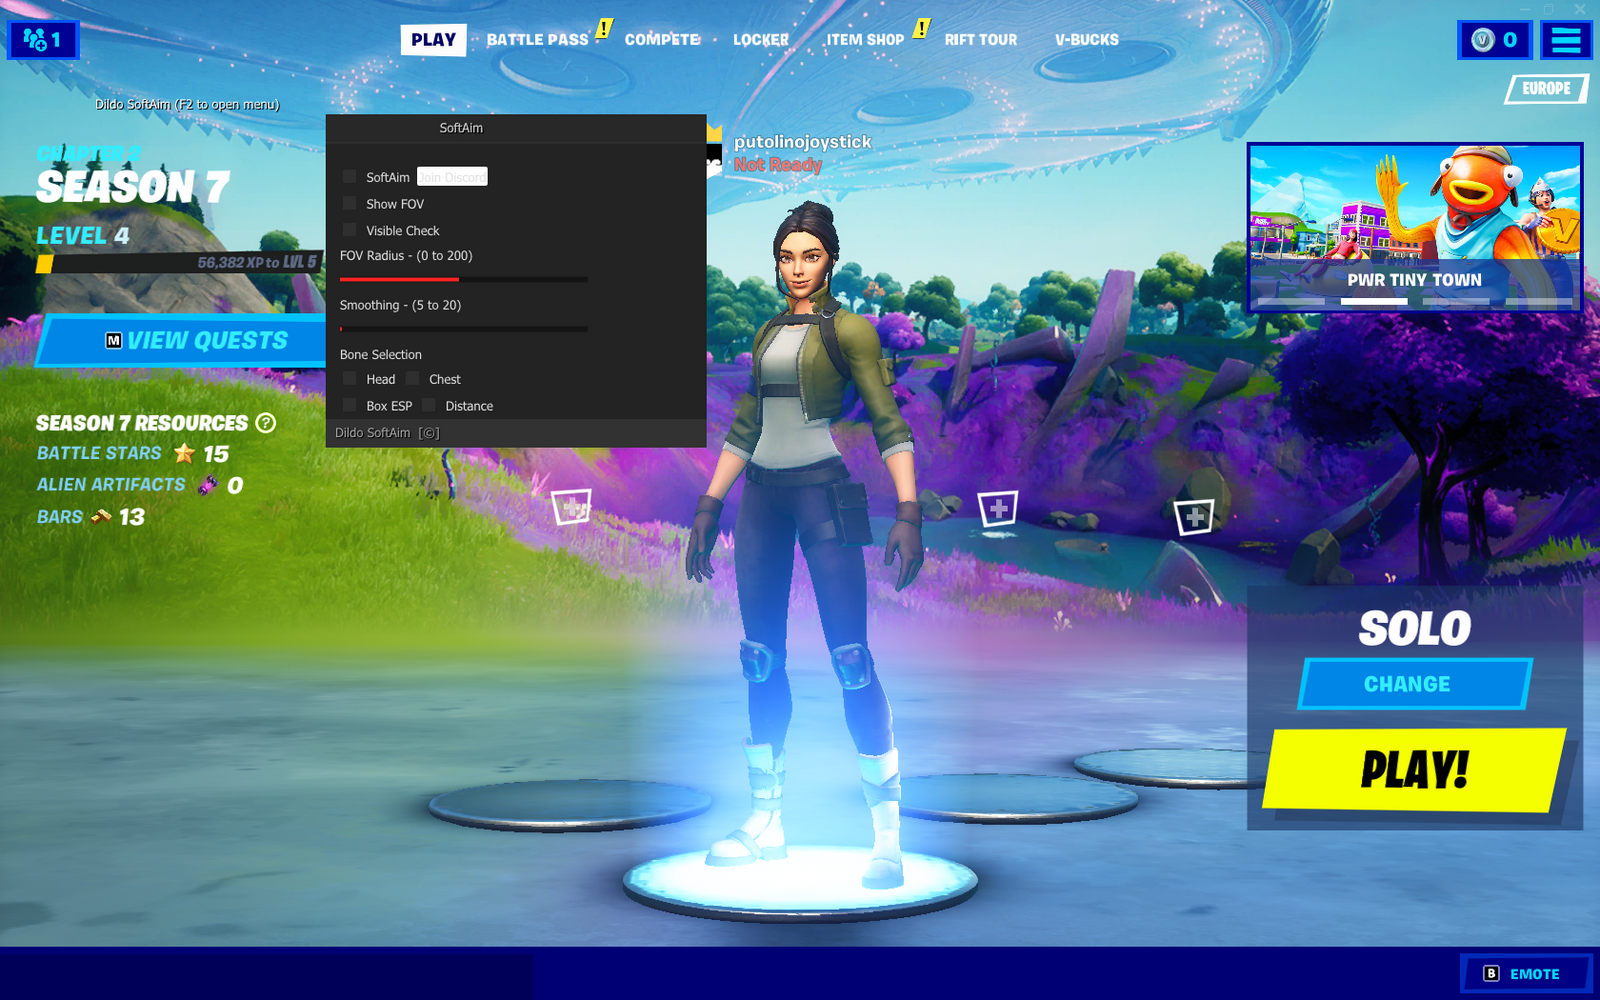 1
PLAY
BATTLE PASS
!
COMPETE
LOCKER
ITEM SHOP
!
RIFT TOUR
V-BUCKS
V 0
EUROPE
Dildo SoftAim (F2 to open menu)
CHAPTER 2
SEASON 7
LEVEL 4
56,382 XP to LVL 5
M VIEW QUESTS
SEASON 7 RESOURCES ?
BATTLE STARS 15
ALIEN ARTIFACTS 0
BARS 13
SoftAim
SoftAim Join Discord
Show FOV
Visible Check
FOV Radius - (0 to 200)
Smoothing - (5 to 20)
Bone Selection
Head Chest
Box ESP Distance
Dildo SoftAim [©]
putolinojoystick
Not Ready
PWR TINY TOWN
SOLO
CHANGE
PLAY!
B EMOTE